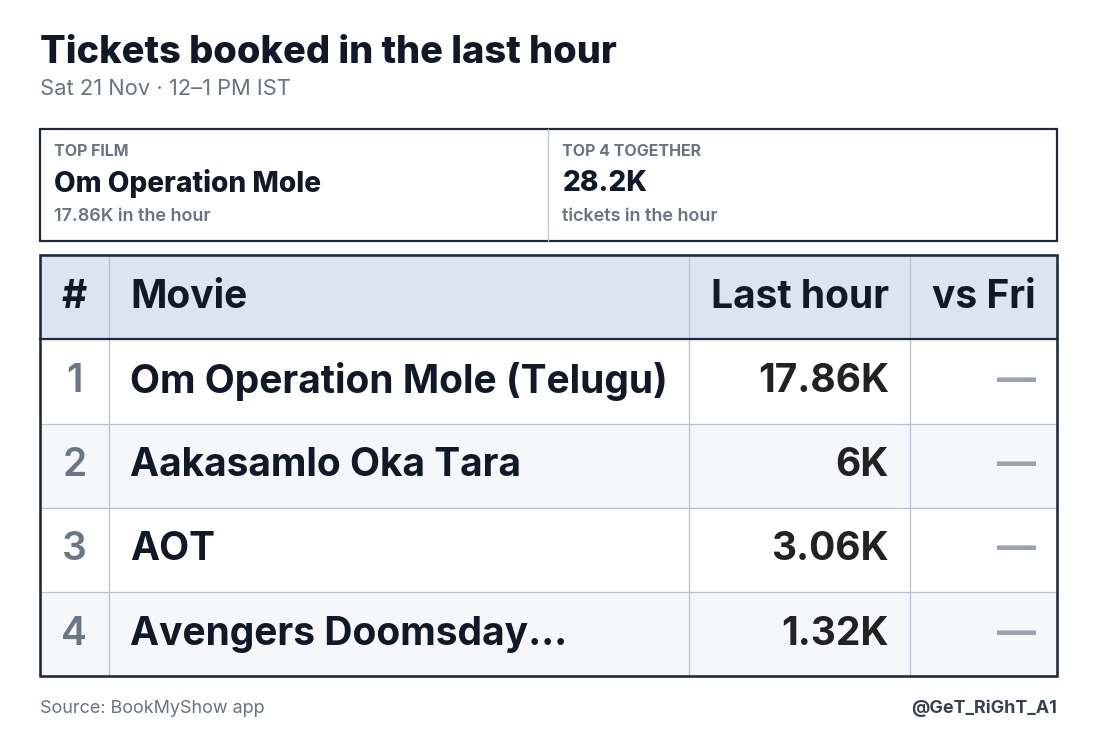 Tickets booked in the last hour
Sat 21 Nov · 12–1 PM IST
TOP FILM
Om Operation Mole
17.86K in the hour
TOP 4 TOGETHER
28.2K
tickets in the hour
# Movie Last hour vs Fri
1 Om Operation Mole (Telugu) 17.86K —
2 Aakasamlo Oka Tara 6K —
3 AOT 3.06K —
4 Avengers Doomsday... 1.32K —
Source: BookMyShow app @GeT_RiGhT_A1